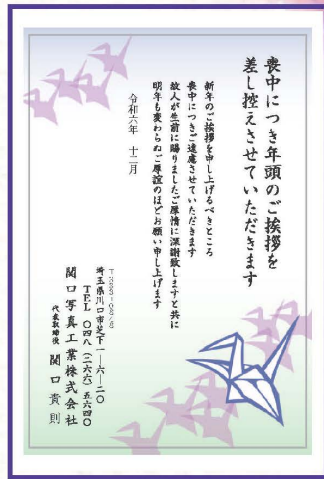 喪中につき年頭のご挨拶を
差し控えさせていただきます
新年のご挨拶を申し上げるべきところ
喪中につきご遠慮させていただきます
故人が生前に賜りましたご厚情に深謝致しますと共に
明年も変わらぬご厚誼のほどお願い申し上げます
令和六年 十二月
埼玉県川口市芝下一―六―二〇
TEL 〇四八(二六六)五六四〇
関口写真工業株式会社
代表取締役 関口貴則